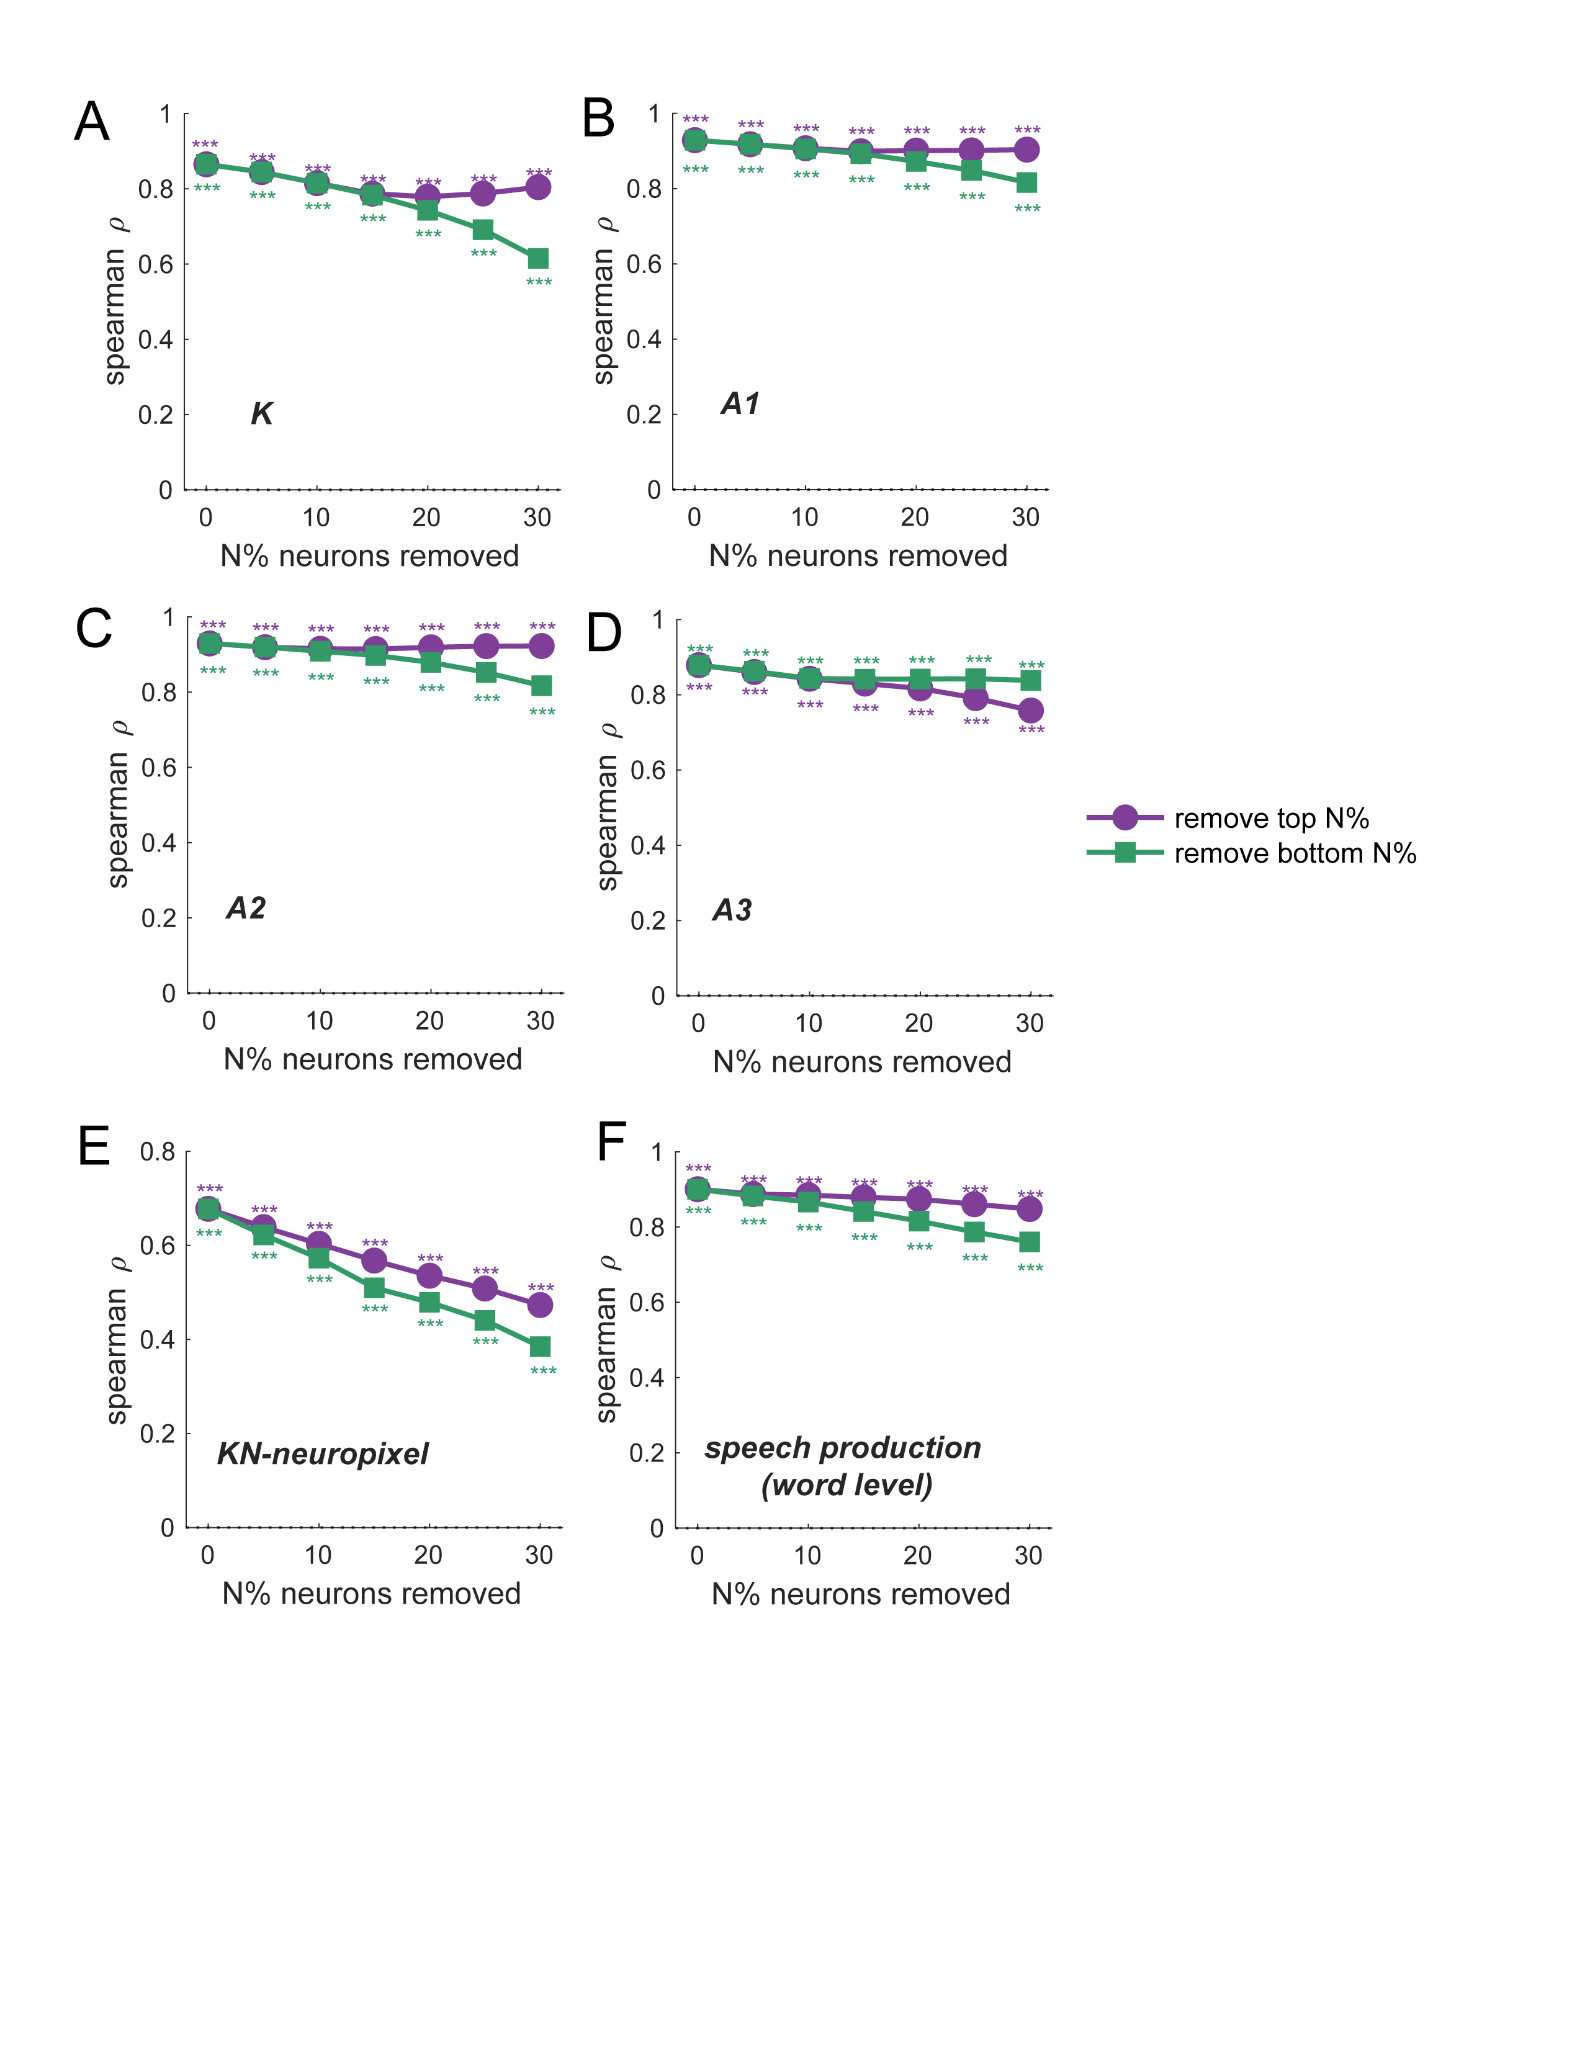 A
1
0.8
0.6
0.4
0.2
0
spearman ρ
*** *** *** *** *** *** ***
*** *** *** *** *** *** ***
K
0 10 20 30
N% neurons removed
B
1
0.8
0.6
0.4
0.2
0
spearman ρ
*** *** *** *** *** *** ***
*** *** *** *** *** *** ***
A1
0 10 20 30
N% neurons removed
C
1
0.8
0.6
0.4
0.2
0
spearman ρ
*** *** *** *** *** *** ***
*** *** *** *** *** *** ***
A2
0 10 20 30
N% neurons removed
D
1
0.8
0.6
0.4
0.2
0
spearman ρ
*** *** *** *** *** *** ***
*** *** *** *** *** *** ***
A3
0 10 20 30
N% neurons removed
remove top N%
remove bottom N%
E
0.8
0.6
0.4
0.2
0
spearman ρ
*** *** *** *** *** *** ***
*** *** *** *** *** *** ***
KN-neuropixel
0 10 20 30
N% neurons removed
F
1
0.8
0.6
0.4
0.2
0
spearman ρ
*** *** *** *** *** *** ***
*** *** *** *** *** *** ***
speech production
(word level)
0 10 20 30
N% neurons removed